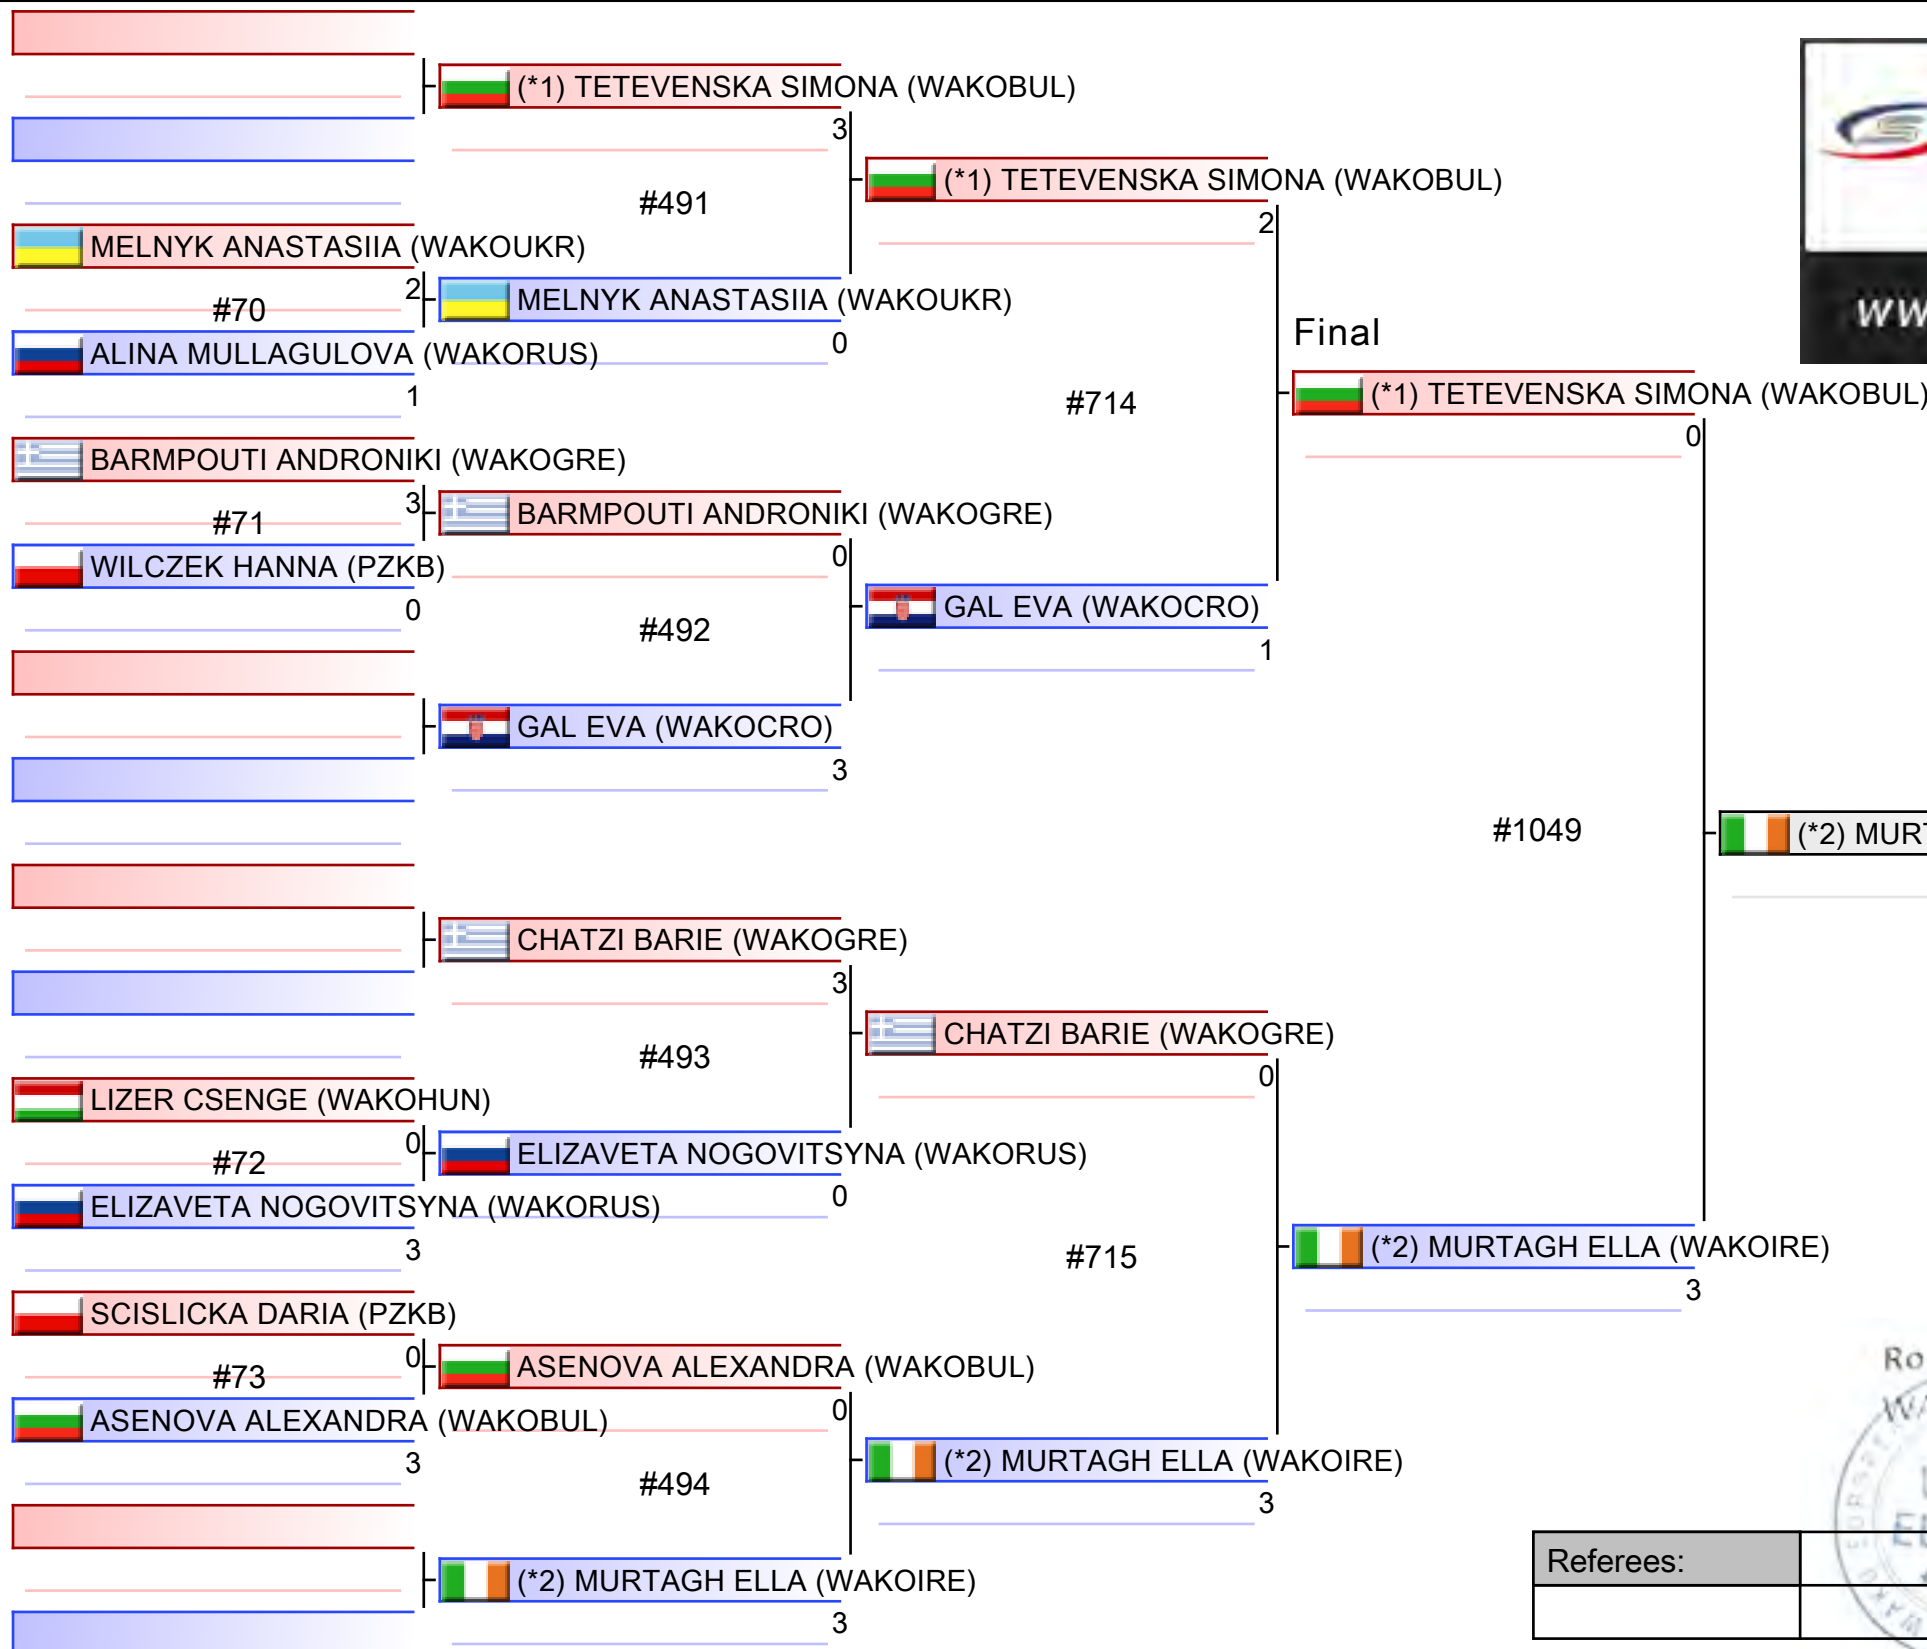 (*1) TETEVENSKA SIMONA (WAKOBUL)
3
(*1) TETEVENSKA SIMONA (WAKOBUL)
2
#491
MELNYK ANASTASIIA (WAKOUKR)
2
#70
MELNYK ANASTASIIA (WAKOUKR)
0
ALINA MULLAGULOVA (WAKORUS)
1
Final
(*1) TETEVENSKA SIMONA (WAKOBUL)
0
#714
BARMPOUTI ANDRONIKI (WAKOGRE)
3
#71
BARMPOUTI ANDRONIKI (WAKOGRE)
0
WILCZEK HANNA (PZKB)
0
GAL EVA (WAKOCRO)
1
#492
GAL EVA (WAKOCRO)
3
#1049
(*2) MURT
CHATZI BARIE (WAKOGRE)
3
CHATZI BARIE (WAKOGRE)
0
#493
LIZER CSENGE (WAKOHUN)
0
#72
ELIZAVETA NOGOVITSYNA (WAKORUS)
0
ELIZAVETA NOGOVITSYNA (WAKORUS)
3
#715
(*2) MURTAGH ELLA (WAKOIRE)
3
SCISLICKA DARIA (PZKB)
0
#73
ASENOVA ALEXANDRA (WAKOBUL)
0
ASENOVA ALEXANDRA (WAKOBUL)
3
(*2) MURTAGH ELLA (WAKOIRE)
3
#494
(*2) MURTAGH ELLA (WAKOIRE)
3
Ro
Referees: